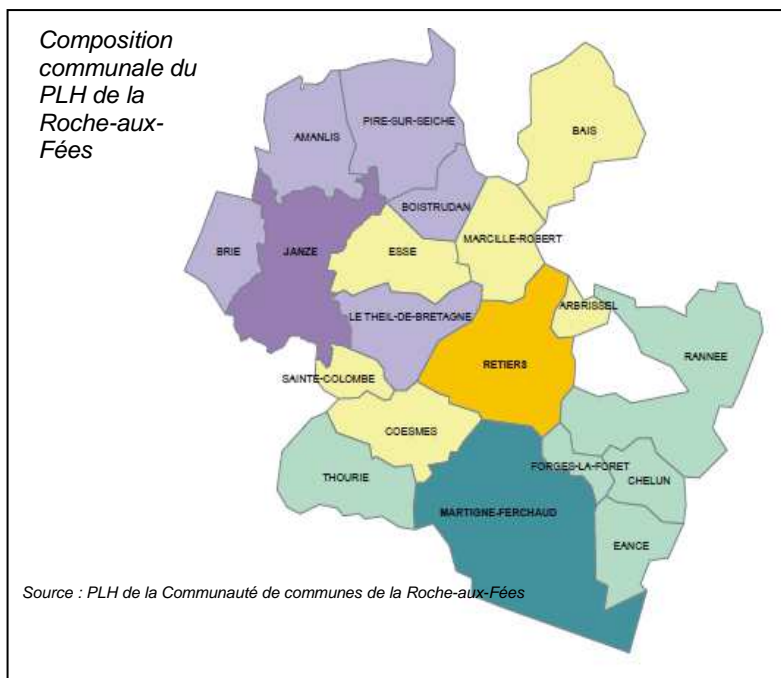 Composition
communale du
PLH de la
Roche-aux-
Fées
PIRE-SUR-SEICHE
BAIS
AMANLIS
BOISTRUDAN
MARCILLE-ROBERT
BRIE
JANZE
ESSE
ARBRISSEL
LE THEIL-DE-BRETAGNE
RANNEE
RETIERS
SAINTE-COLOMBE
COESMES
FORGES-LA-FORET
THOURIE
CHELUN
MARTIGNE-FERCHAUD
EANCE
Source : PLH de la Communauté de communes de la Roche-aux-Fées